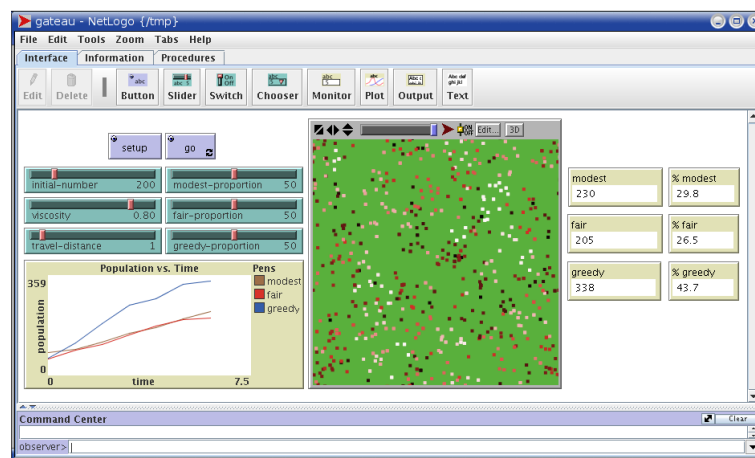 gateau - NetLogo {/tmp}
File Edit Tools Zoom Tabs Help
Interface Information Procedures
Edit Delete Button Slider Switch Chooser Monitor Plot Output Text
setup go
initial-number 200 modest-proportion 50
viscosity 0.80 fair-proportion 50
travel-distance 1 greedy-proportion 50
ON
OFF
Edit... 3D
modest % modest
230 29.8
fair % fair
205 26.5
greedy % greedy
338 43.7
Population vs. Time Pens
359 modest
fair
greedy
population
0
0 time 7.5
Command Center Clear
observer>